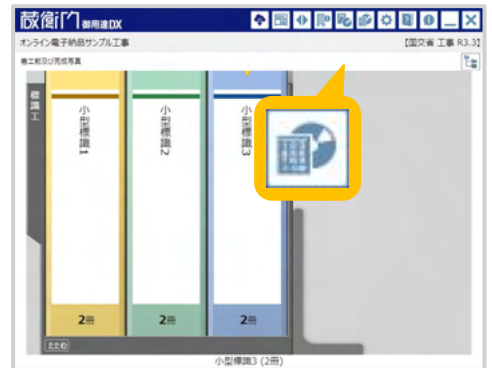 蔵衛門御用達DX
オンライン電子納品サンプル工事
【国交省 工事 R3.3】
着工前及び完成写真
標識工
小型標識1
小型標識2
小型標識3
2冊
2冊
2冊
たたむ
小型標識3 (2冊)